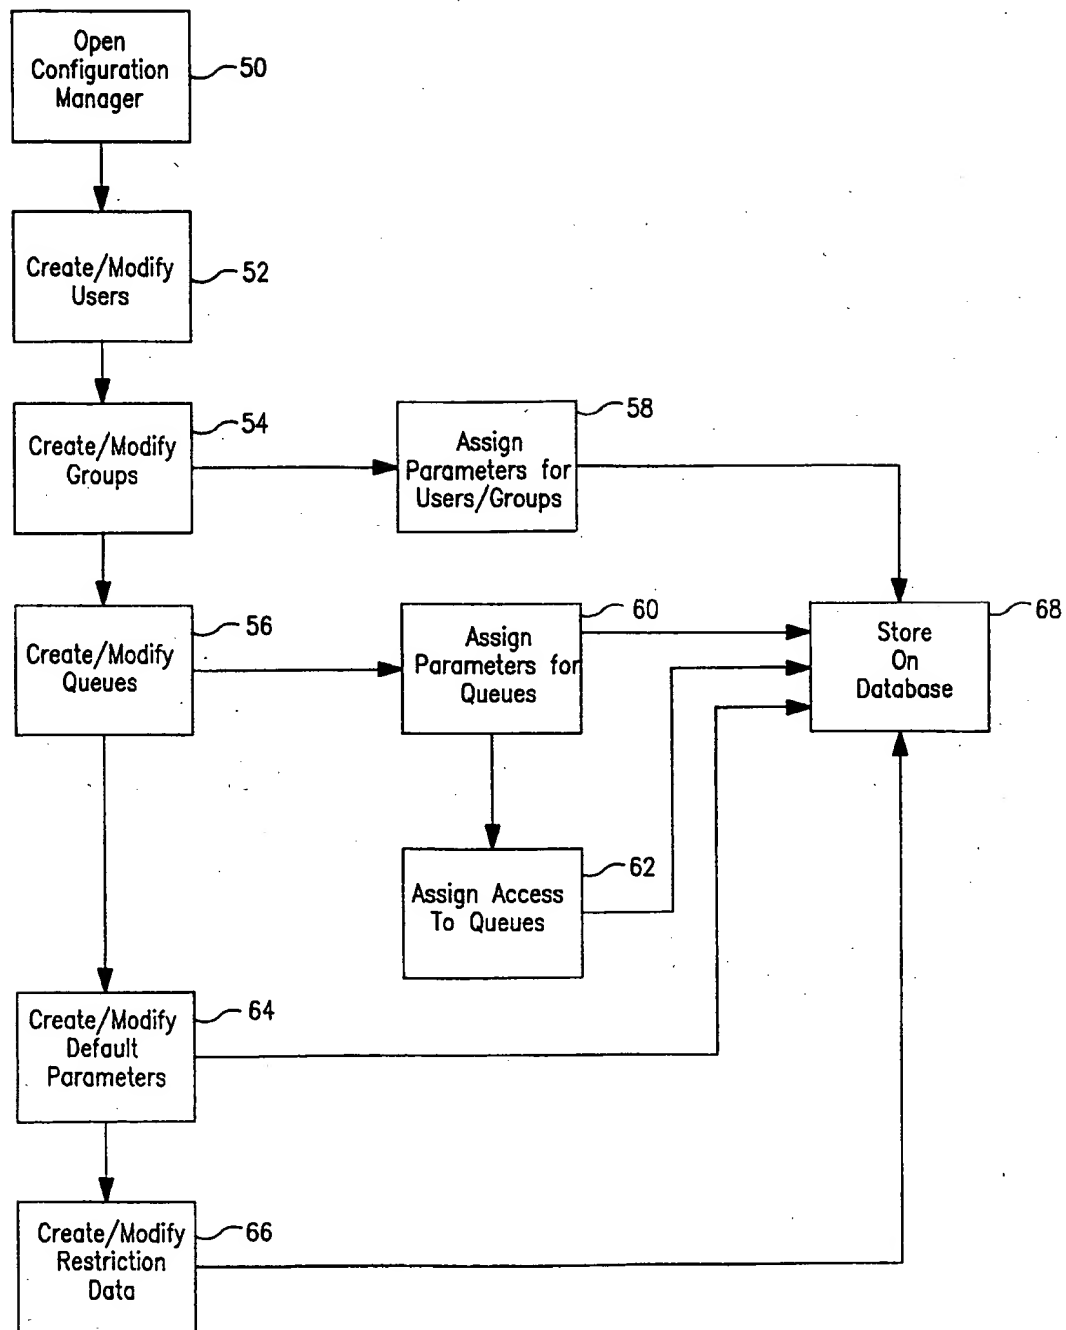 Open
Configuration
Manager
50
Create/Modify
Users
52
Create/Modify
Groups
54
Assign
Parameters for
Users/Groups
58
Create/Modify
Queues
56
Assign
Parameters for
Queues
60
Store
On
Database
68
Assign Access
To Queues
62
Create/Modify
Default
Parameters
64
Create/Modify
Restriction
Data
66